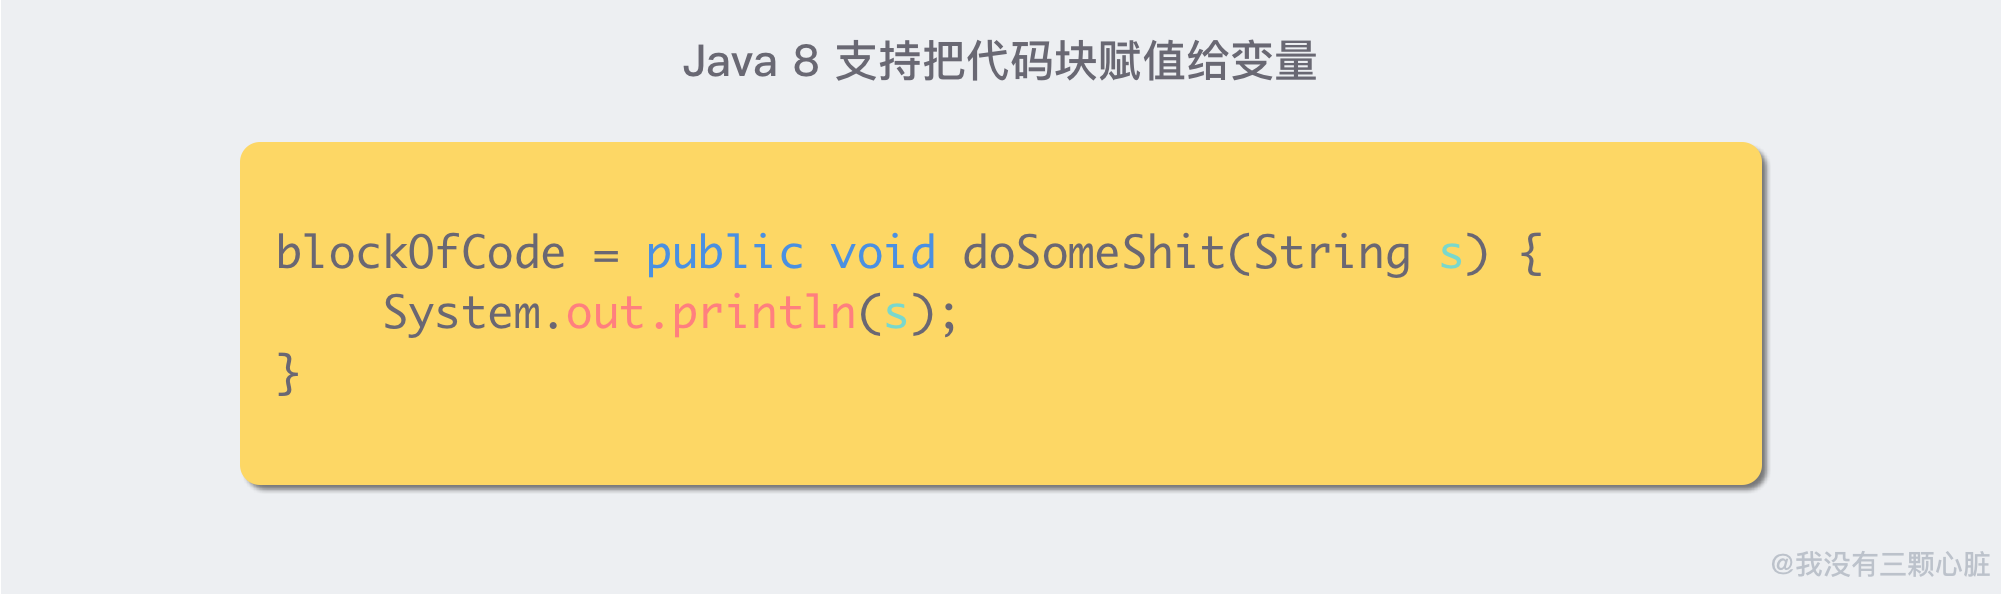 Java 8 支持把代码块赋值给变量
blockOfCode = public void doSomeShit(String s) {
    System.out.println(s);
}
@我没有三颗心脏